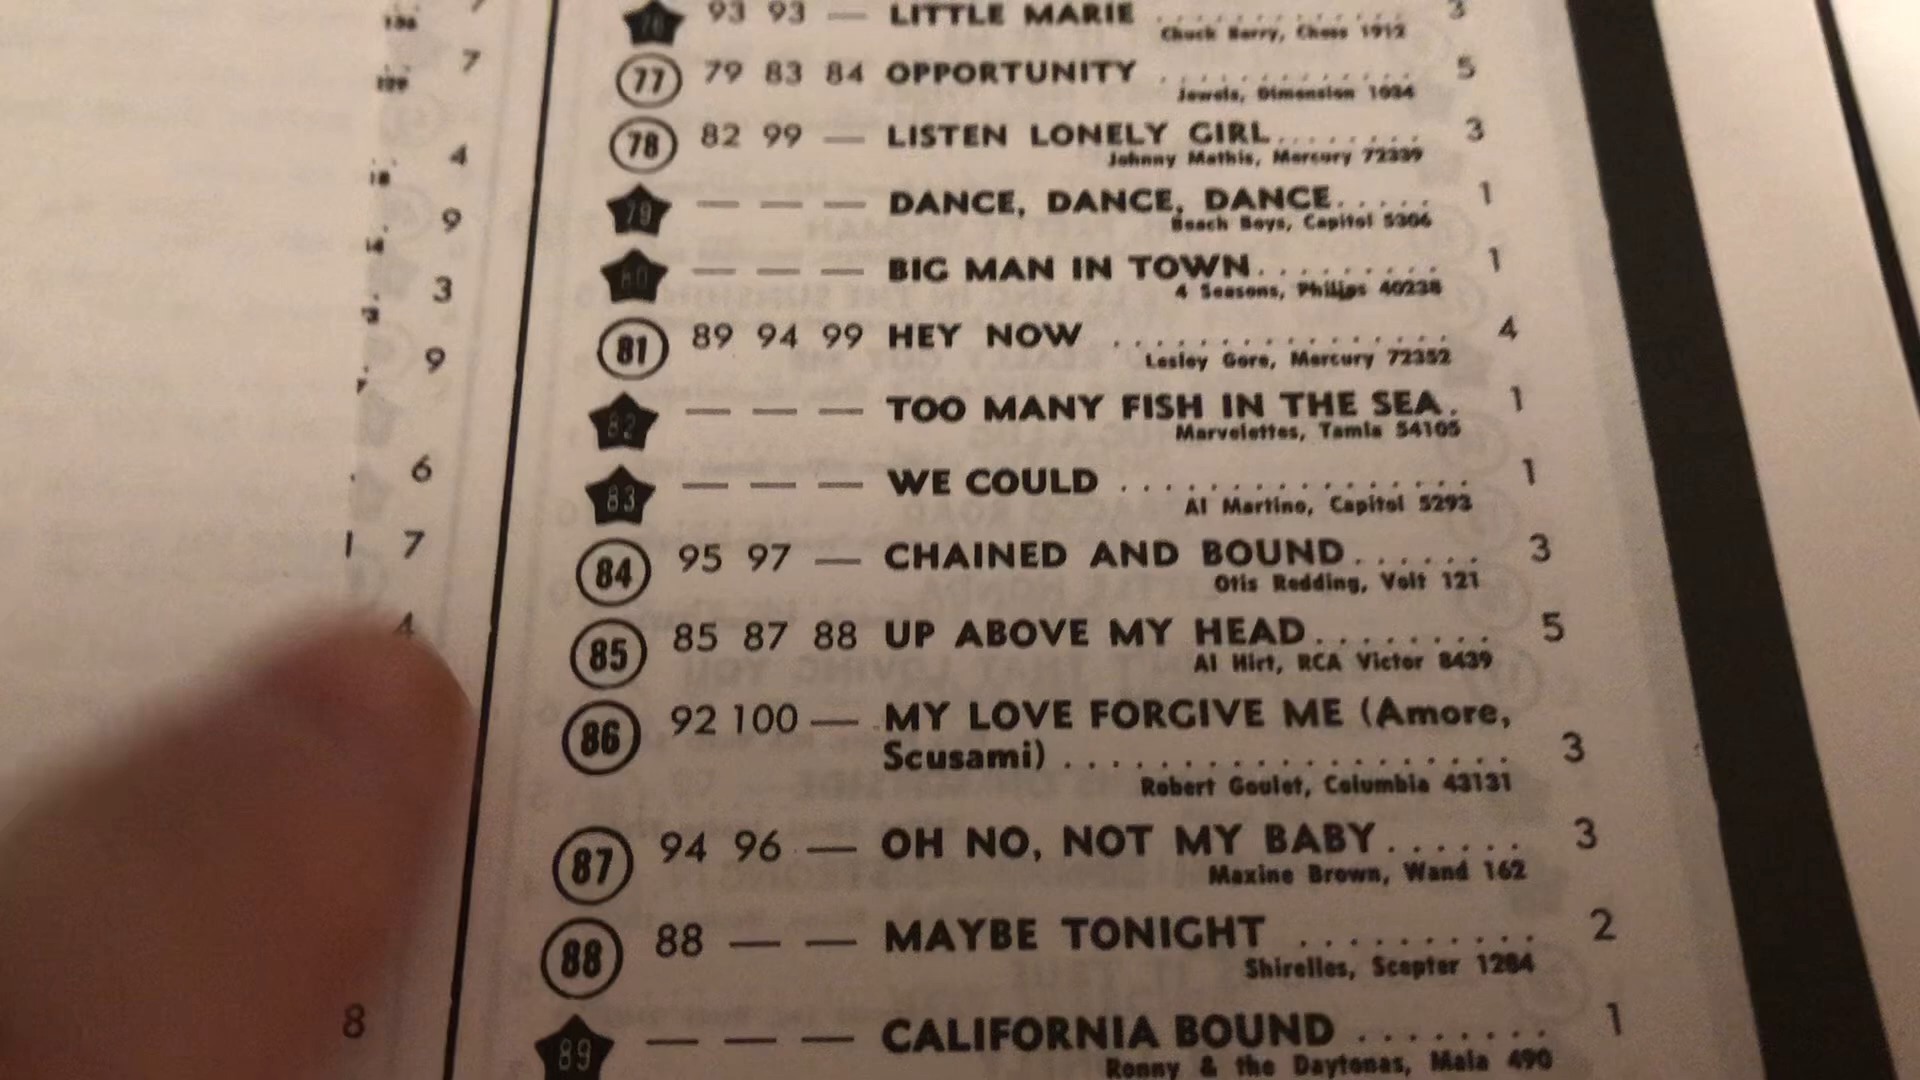 7
106
7
109
4
18
9
14
3
9
6
7
4
8
76 93 93 — LITTLE MARIE . . . . . . . . . . . . . 3
Chuck Berry, Chess 1912
77 79 83 84 OPPORTUNITY . . . . . . . . . . . . . 5
Jewels, Dimension 1034
78 82 99 — LISTEN LONELY GIRL. . . . . . . . 3
Johnny Mathis, Mercury 72339
79 — — — DANCE, DANCE, DANCE. . . . . 1
Beach Boys, Capitol 5306
80 — — — BIG MAN IN TOWN. . . . . . . . . 1
4 Seasons, Philips 40238
81 89 94 99 HEY NOW . . . . . . . . . . . . . . . . 4
Lesley Gore, Mercury 72352
82 — — — TOO MANY FISH IN THE SEA. 1
Marvelettes, Tamla 54105
83 — — — WE COULD . . . . . . . . . . . . . . . . 1
Al Martino, Capitol 5293
84 95 97 — CHAINED AND BOUND. . . . . . 3
Otis Redding, Volt 121
85 85 87 88 UP ABOVE MY HEAD. . . . . . . . 5
Al Hirt, RCA Victor 8439
86 92 100 — MY LOVE FORGIVE ME (Amore,
Scusami) . . . . . . . . . . . . . . . . . . . . 3
Robert Goulet, Columbia 43131
87 94 96 — OH NO, NOT MY BABY. . . . . . 3
Maxine Brown, Wand 162
88 88 — — MAYBE TONIGHT . . . . . . . . . . 2
Shirelles, Scepter 1284
89 — — — CALIFORNIA BOUND . . . . . . . . 1
Ronny & the Daytonas, Mala 490